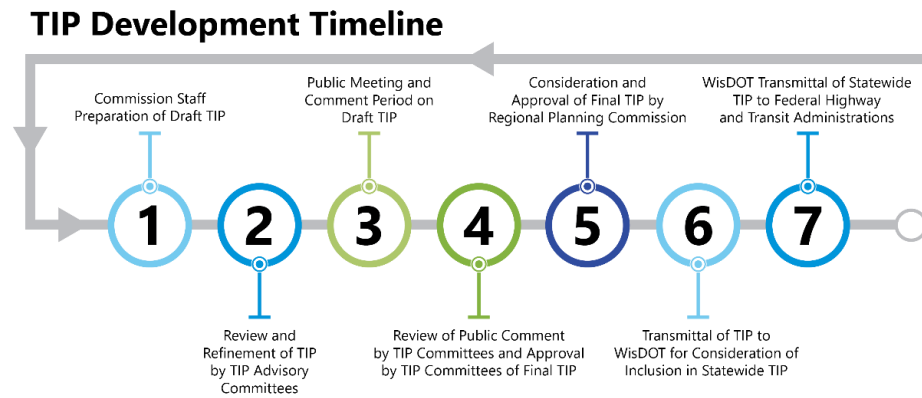 TIP Development Timeline
Commission Staff
Preparation of Draft TIP
Public Meeting and
Comment Period on
Draft TIP
Consideration and
Approval of Final TIP by
Regional Planning Commission
WisDOT Transmittal of Statewide
TIP to Federal Highway
and Transit Administrations
1
2
3
4
5
6
7
Review and
Refinement of TIP
by TIP Advisory
Committees
Review of Public Comment
by TIP Committees and Approval
by TIP Committees of Final TIP
Transmittal of TIP to
WisDOT for Consideration of
Inclusion in Statewide TIP